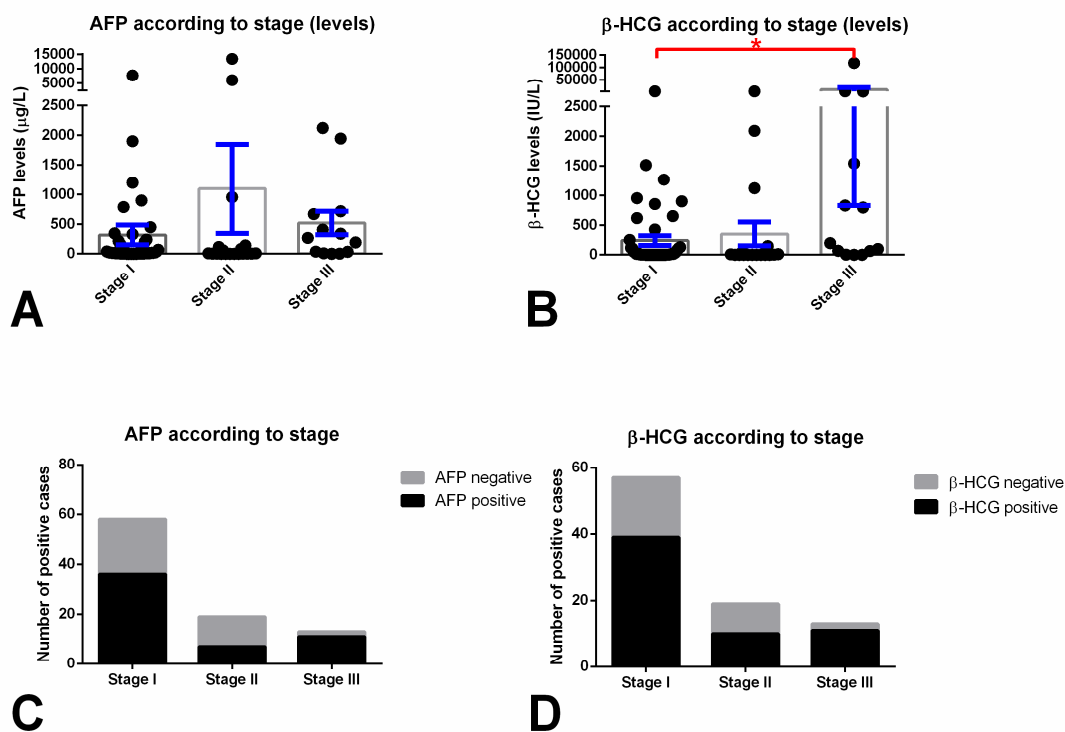 AFP according to stage (levels)
AFP levels (μg/L)
15000
10000
5000
2500
2000
1500
1000
500
0
Stage I
Stage II
Stage III
A
β-HCG according to stage (levels)
*
β-HCG levels (IU/L)
150000
100000
50000
2500
2000
1500
1000
500
0
Stage I
Stage II
Stage III
B
AFP according to stage
Number of positive cases
80
60
40
20
0
Stage I
Stage II
Stage III
AFP negative
AFP positive
C
β-HCG according to stage
Number of positive cases
60
40
20
0
Stage I
Stage II
Stage III
β-HCG negative
β-HCG positive
D